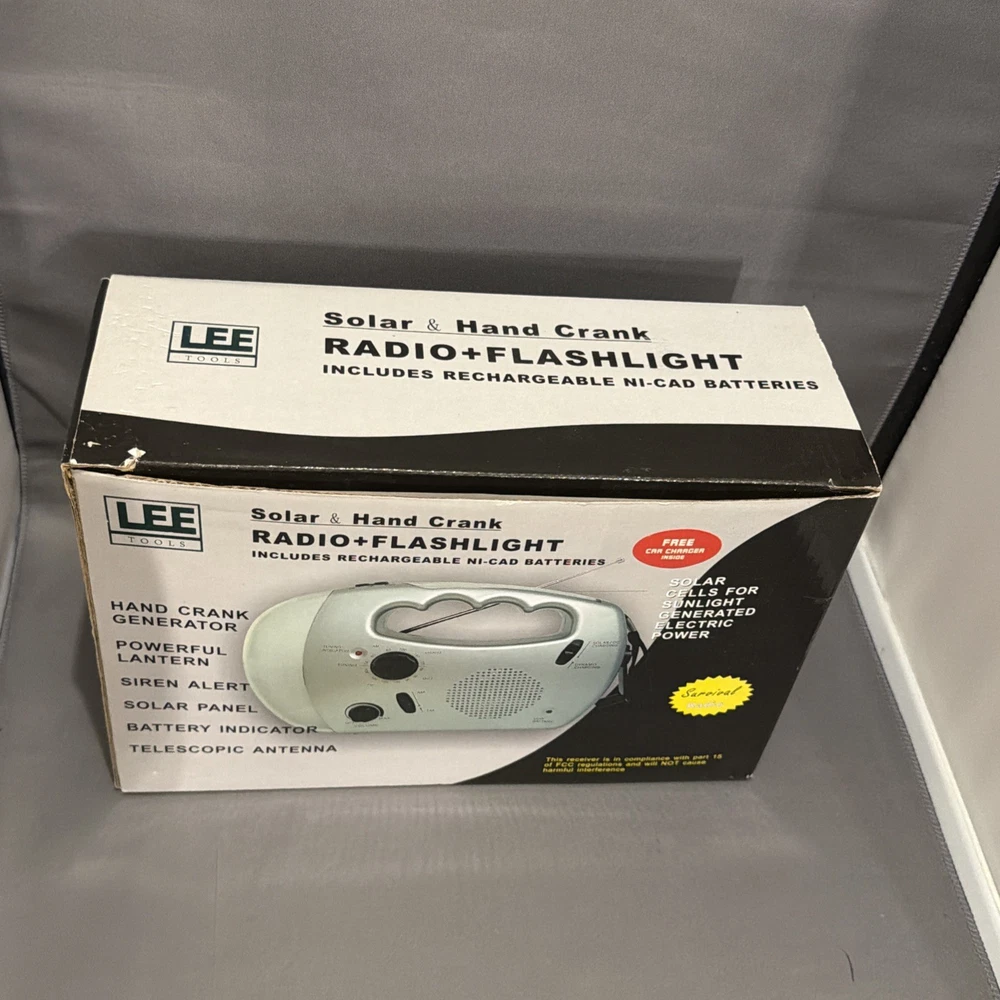 LEE
TOOLS
Solar & Hand Crank
RADIO+FLASHLIGHT
INCLUDES RECHARGEABLE NI-CAD BATTERIES
LEE
TOOLS
Solar & Hand Crank
RADIO+FLASHLIGHT
INCLUDES RECHARGEABLE NI-CAD BATTERIES
FREE
CAR CHARGER
INSIDE
SOLAR
CELLS FOR
SUNLIGHT
GENERATED
ELECTRIC
POWER
HAND CRANK
GENERATOR
POWERFUL
LANTERN
SIREN ALERT
SOLAR PANEL
BATTERY INDICATOR
TELESCOPIC ANTENNA
Survival
This receiver is in compliance with part 15
of FCC regulations and will NOT cause
harmful interference